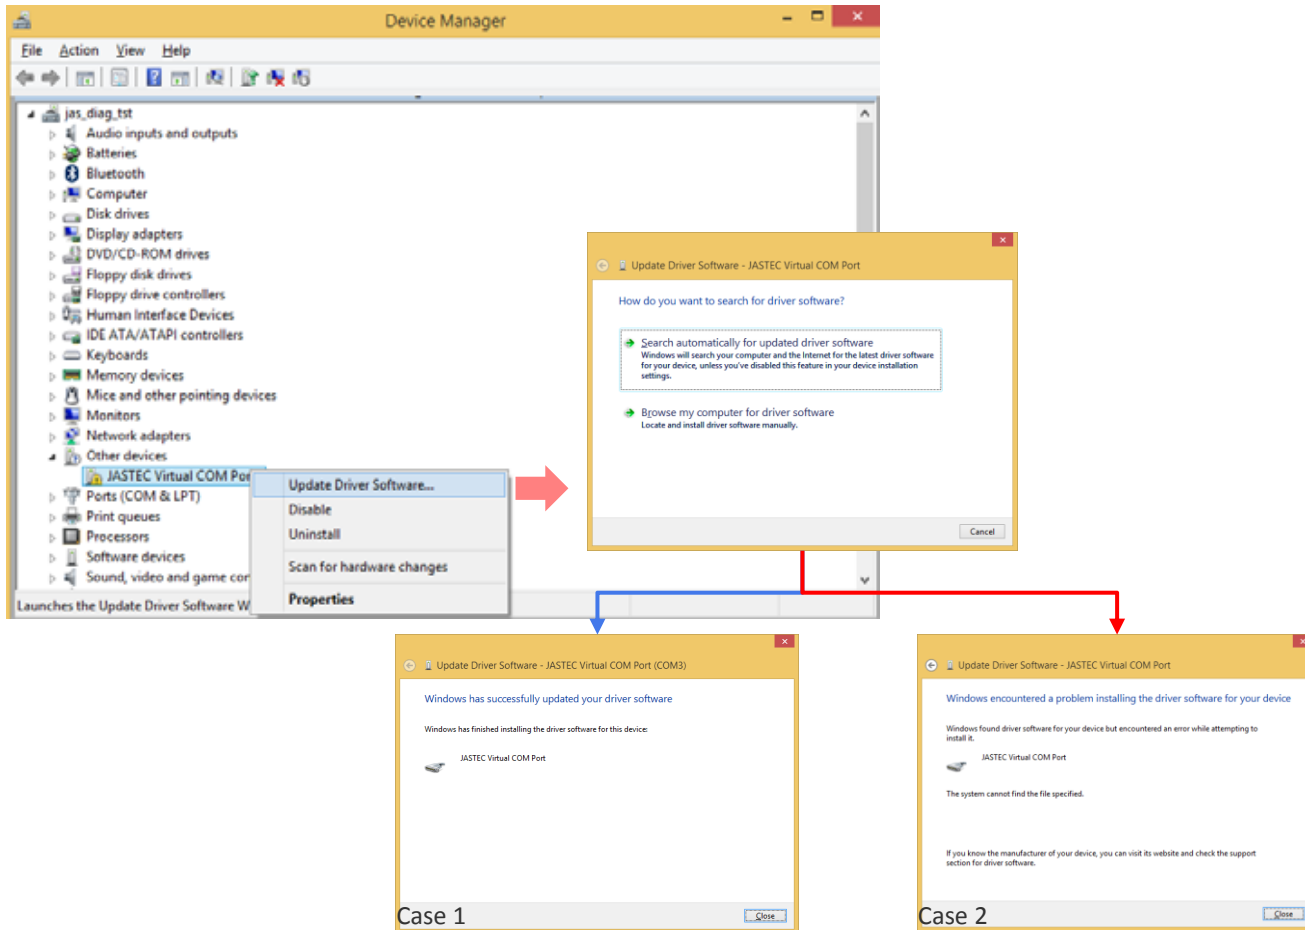 Device Manager
File Action View Help
jas_diag_tst
Audio inputs and outputs
Batteries
Bluetooth
Computer
Disk drives
Display adapters
DVD/CD-ROM drives
Floppy disk drives
Floppy drive controllers
Human Interface Devices
IDE ATA/ATAPI controllers
Keyboards
Memory devices
Mice and other pointing devices
Monitors
Network adapters
Other devices
JASTEC Virtual COM Por
Ports (COM & LPT)
Print queues
Processors
Software devices
Sound, video and game cor
Launches the Update Driver Software W
Update Driver Software...
Disable
Uninstall
Scan for hardware changes
Properties
Update Driver Software - JASTEC Virtual COM Port
How do you want to search for driver software?
Search automatically for updated driver software
Windows will search your computer and the Internet for the latest driver software
for your device, unless you've disabled this feature in your device installation
settings.
Browse my computer for driver software
Locate and install driver software manually.
Cancel
Update Driver Software - JASTEC Virtual COM Port (COM3)
Windows has successfully updated your driver software
Windows has finished installing the driver software for this device:
JASTEC Virtual COM Port
Case 1
Close
Update Driver Software - JASTEC Virtual COM Port
Windows encountered a problem installing the driver software for your device
Windows found driver software for your device but encountered an error while attempting to
install it.
JASTEC Virtual COM Port
The system cannot find the file specified.
If you know the manufacturer of your device, you can visit its website and check the support
section for driver software.
Case 2
Close